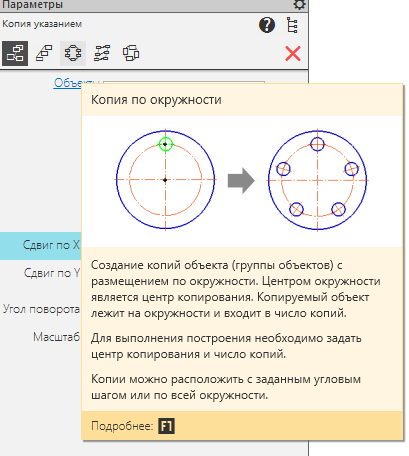 Параметры
Копия указанием
Объекты
Копия по окружности
Сдвиг по X
Сдвиг по Y
Угол поворота
Масштаб
Создание копий объекта (группы объектов) с
размещением по окружности. Центром окружности
является центр копирования. Копируемый объект
лежит на окружности и входит в число копий.
Для выполнения построения необходимо задать
центр копирования и число копий.
Копии можно расположить с заданным угловым
шагом или по всей окружности.
Подробнее: F1